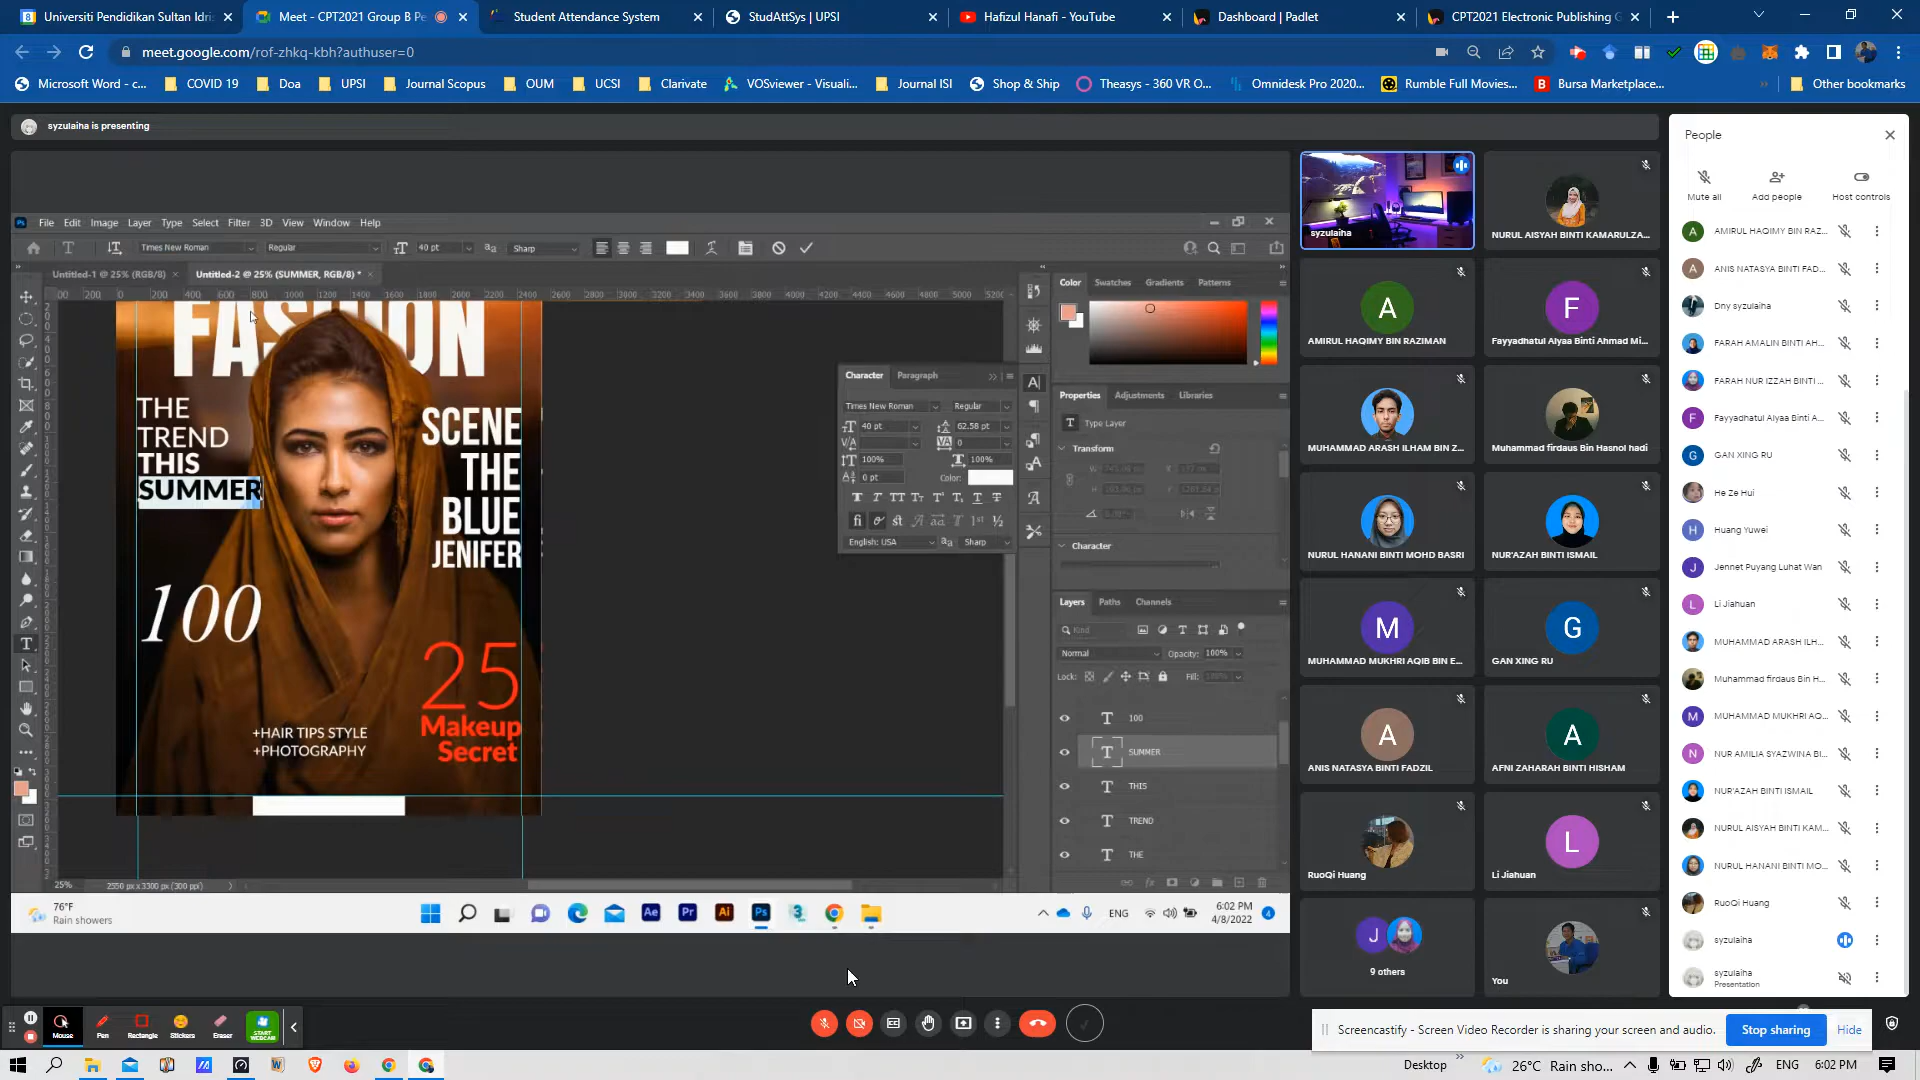 Universiti Pendidikan Sultan Idris
Meet - CPT2021 Group B Pe
Student Attendance System
StudAttSys | UPSI
Hafizul Hanafi - YouTube
Dashboard | Padlet
CPT2021 Electronic Publishing G
meet.google.com/rof-zhkq-kbh?authuser=0
Microsoft Word - c...
COVID 19
Doa
UPSI
Journal Scopus
OUM
UCSI
Clarivate
VOSviewer - Visuali...
Journal ISI
Shop & Ship
Theasys - 360 VR O...
Omnidesk Pro 2020...
Rumble Full Movies...
Bursa Marketplace...
Other bookmarks
syzulaiha is presenting
File Edit Image Layer Type Select Filter 3D View Window Help
Times New Roman
Regular
40 pt
Sharp
Untitled-1 @ 25% (RGB/8)
Untitled-2 @ 25% (SUMMER, RGB/8) *
FASHION
THE
TREND
THIS
SUMMER
SCENE
THE
BLUE
JENIFER
100
25
Makeup
Secret
+HAIR TIPS STYLE
+PHOTOGRAPHY
25%
2550 px x 3300 px (300 ppi)
Character
Paragraph
Times New Roman
Regular
40 pt
62.58 pt
0
100%
100%
0 pt
Color:
English: USA
Sharp
Color
Swatches
Gradients
Patterns
Properties
Adjustments
Libraries
Type Layer
Transform
Character
Layers
Paths
Channels
Kind
Normal
Opacity: 100%
Lock:
Fill: 100%
100
SUMMER
THIS
TREND
THE
76°F
Rain showers
ENG
6:02 PM
4/8/2022
syzulaiha
NURUL AISYAH BINTI KAMARULZA...
AMIRUL HAQIMY BIN RAZIMAN
Fayyadhatul Alyaa Binti Ahmad Mi...
MUHAMMAD ARASH ILHAM BIN Z...
Muhammad firdaus Bin Hasnol hadi
NURUL HANANI BINTI MOHD BASRI
NUR'AZAH BINTI ISMAIL
MUHAMMAD MUKHRI AQIB BIN E...
GAN XING RU
ANIS NATASYA BINTI FADZIL
AFNI ZAHARAH BINTI HISHAM
RuoQi Huang
Li Jiahuan
9 others
You
People
Mute all
Add people
Host controls
AMIRUL HAQIMY BIN RAZ...
ANIS NATASYA BINTI FAD...
Dny syzulaiha
FARAH AMALIN BINTI AH...
FARAH NUR IZZAH BINTI ...
Fayyadhatul Alyaa Binti A...
GAN XING RU
He Ze Hui
Huang Yuwei
Jennet Puyang Luhat Wan
Li Jiahuan
MUHAMMAD ARASH ILH...
Muhammad firdaus Bin H...
MUHAMMAD MUKHRI AQ...
NUR AMILIA SYAZWINA BI...
NUR'AZAH BINTI ISMAIL
NURUL AISYAH BINTI KAM...
NURUL HANANI BINTI MO...
RuoQi Huang
syzulaiha
syzulaiha
Presentation
Mouse
Pen
Rectangle
Stickers
Eraser
START WEBCAM
Screencastify - Screen Video Recorder is sharing your screen and audio.
Stop sharing
Hide
Desktop
26°C Rain sho...
ENG
6:02 PM